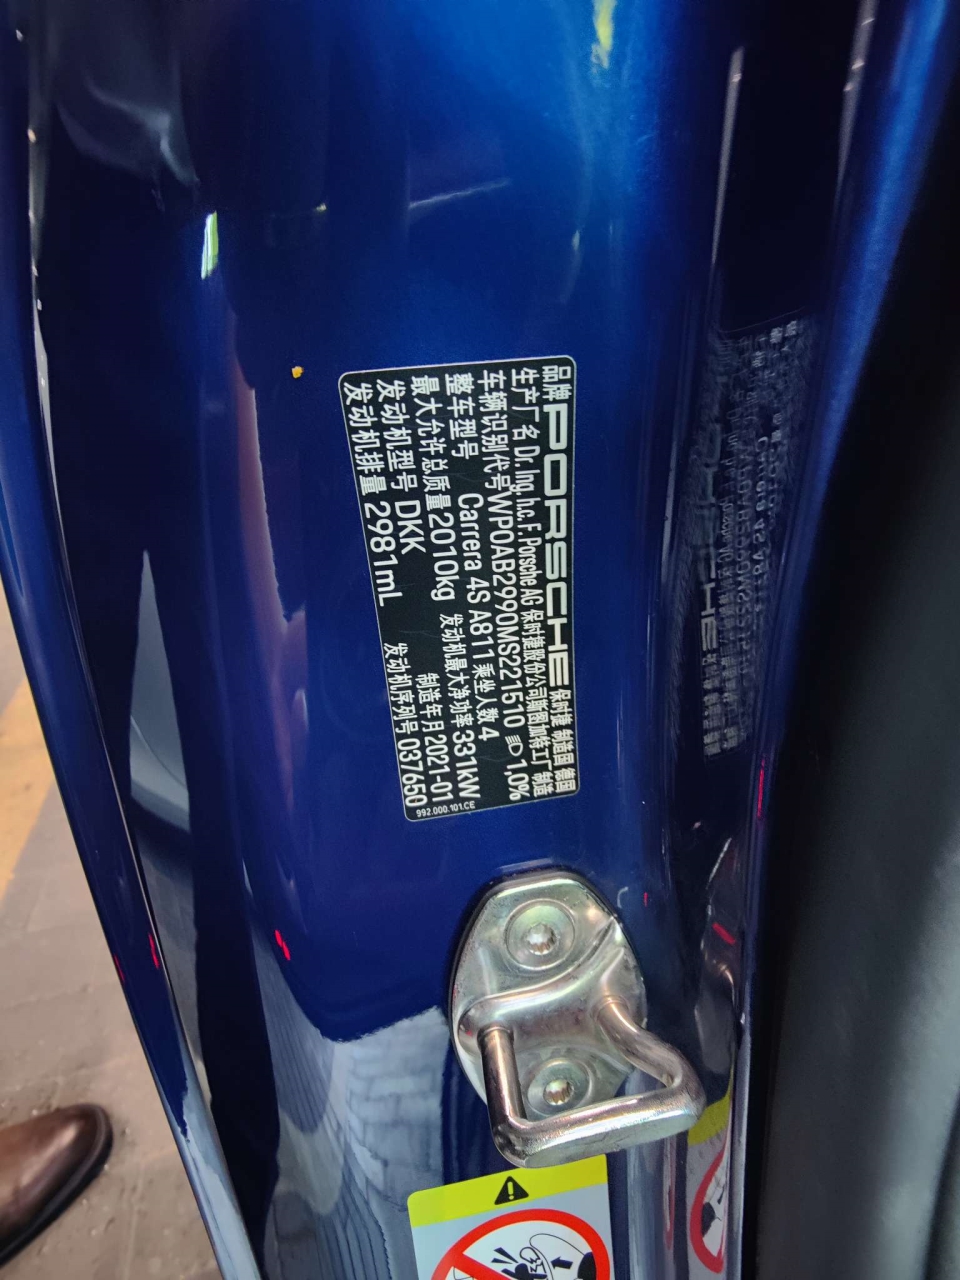 品牌 PORSCHE 保时捷 制造国 德国
生产厂名 Dr. Ing. h.c. F. Porsche AG 保时捷股份公司斯图加特工厂制造
车辆识别代号 WP0AB2990MS221510 1,0%
整车型号 Carrera 4S A811 乘坐人数 4
最大允许总质量 2010kg 发动机最大净功率 331kW
发动机型号 DKK 制造年月 2021-01
发动机排量 2981mL 发动机序列号 037650
992.000.101.CE